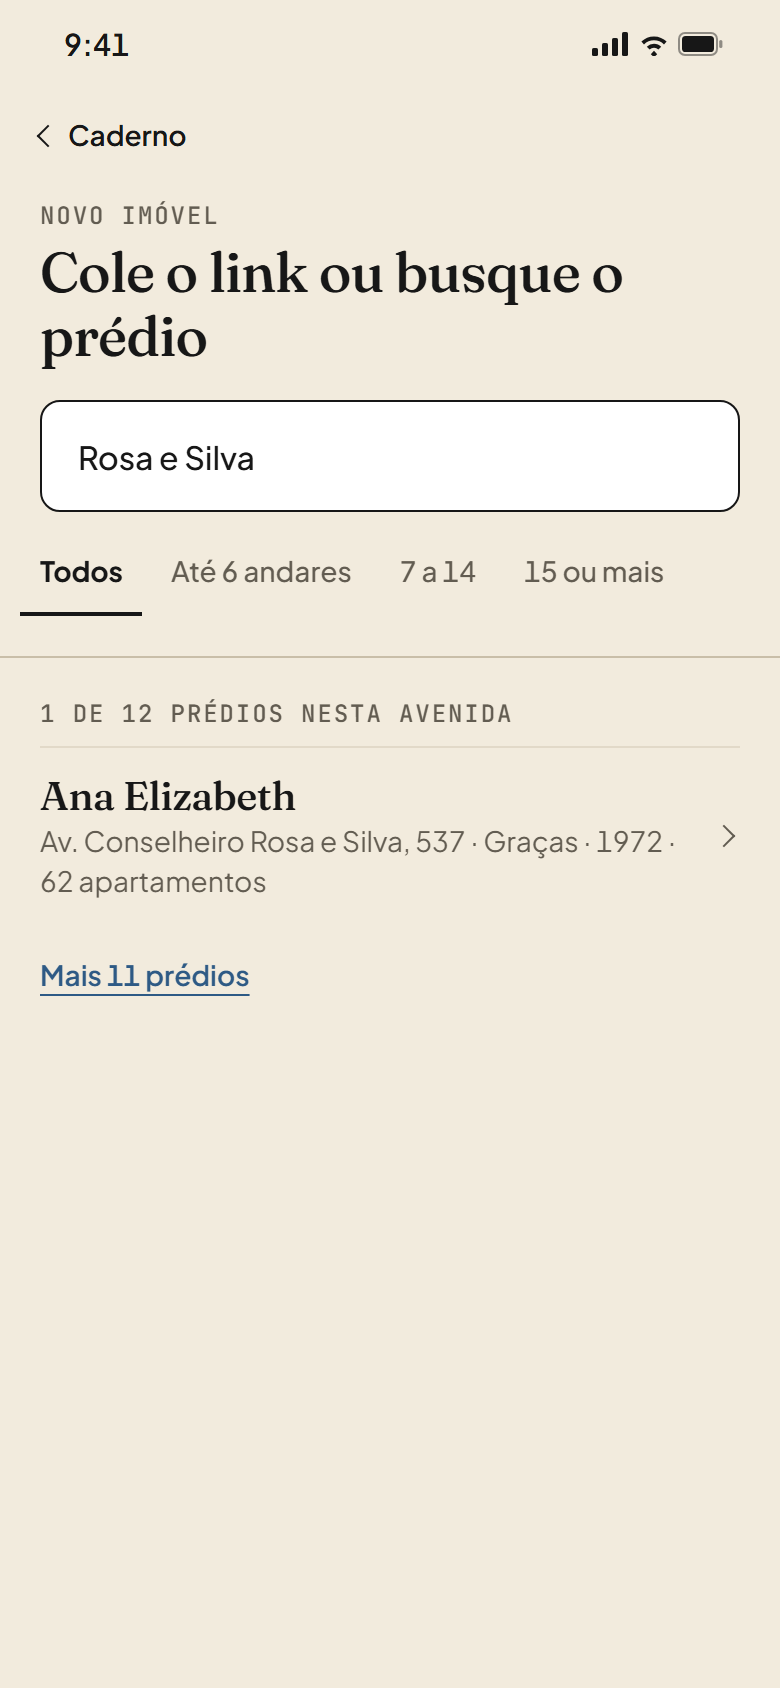 9:41
Caderno
NOVO IMÓVEL
Cole o link ou busque o
prédio
Rosa e Silva
Todos Até 6 andares 7 a 14 15 ou mais
1 DE 12 PRÉDIOS NESTA AVENIDA
Ana Elizabeth
Av. Conselheiro Rosa e Silva, 537 · Graças · 1972 ·
62 apartamentos
Mais 11 prédios